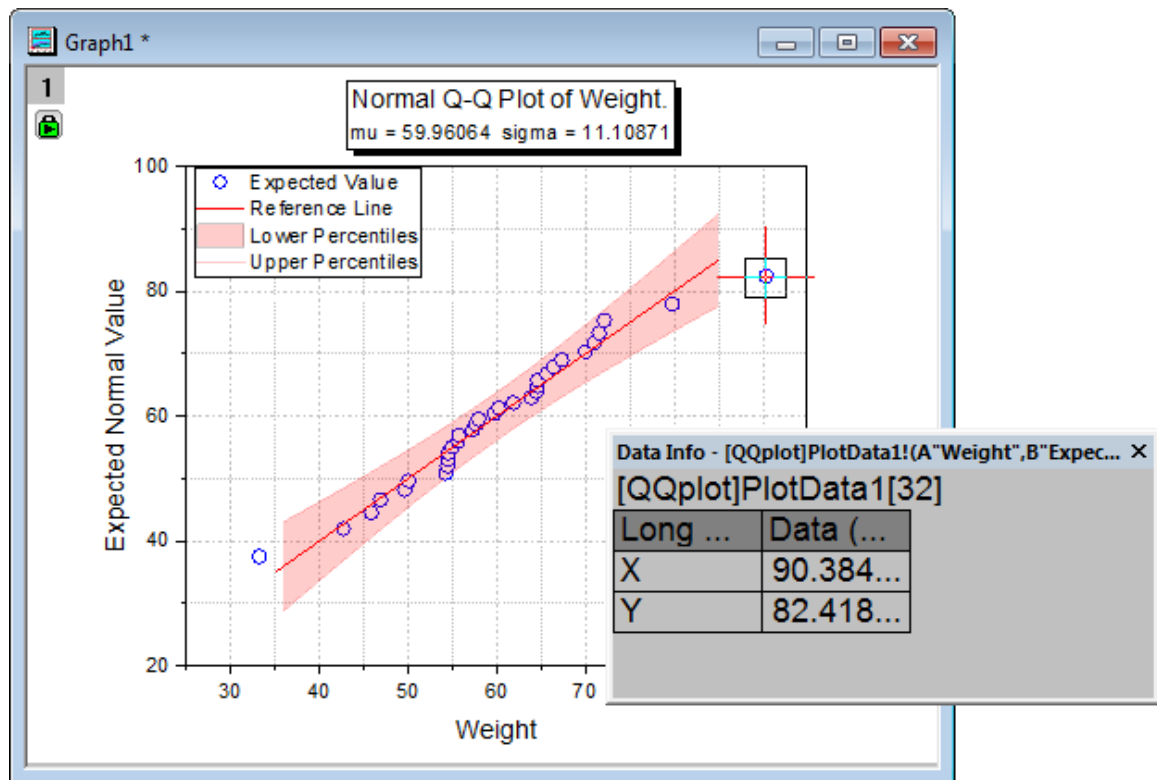 Graph1 *
1
Normal Q-Q Plot of Weight.
mu = 59.96064 sigma = 11.10871
Expected Value
Reference Line
Lower Percentiles
Upper Percentiles
100
80
60
40
20
Expected Normal Value
30 40 50 60 70
Weight
Data Info - [QQplot]PlotData1!(A"Weight",B"Expec...
[QQplot]PlotData1[32]
Long ... Data (...
X 90.384...
Y 82.418...